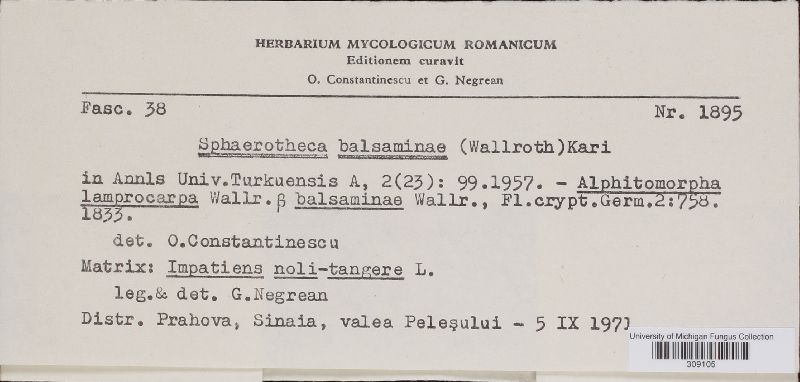 HERBARIUM MYCOLOGICUM ROMANICUM
Editionem curavit
O. Constantinescu et G. Negrean
Fasc. 38 Nr. 1895
Sphaerotheca balsaminae (Wallroth)Kari
in Annls Univ.Turkuensis A, 2(23): 99.1957. - Alphitomorpha
lamprocarpa Wallr.β balsaminae Wallr., Fl.crypt.Germ.2:758.
1833.
det. O.Constantinescu
Matrix: Impatiens noli-tangere L.
leg.& det. G.Negrean
Distr. Prahova, Sinaia, valea Peleșului - 5 IX 1971
University of Michigan Fungus Collection
309106